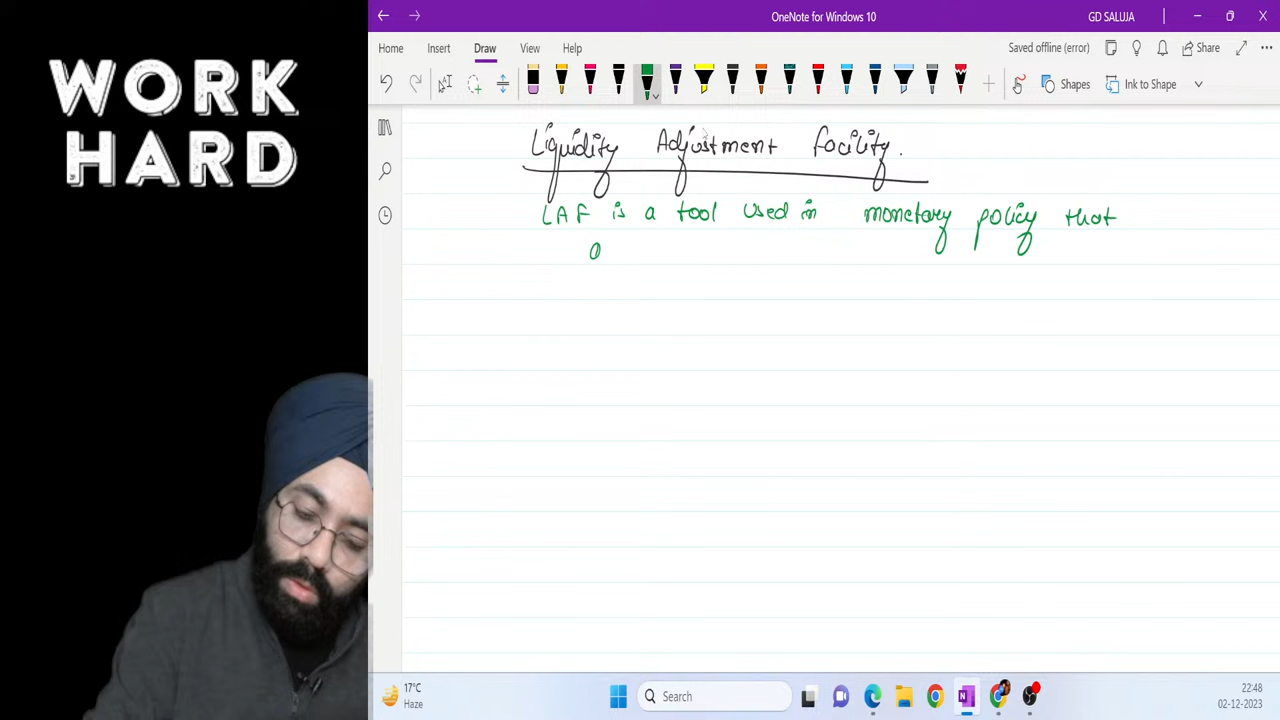 WORK
HARD
OneNote for Windows 10
GD SALUJA
Home
Insert
Draw
View
Help
Saved offline (error)
Share
Shapes
Ink to Shape
Liquidity Adjustment Facility.
LAF is a tool used in monetary policy that
17°C
Haze
Search
22:48
02-12-2023